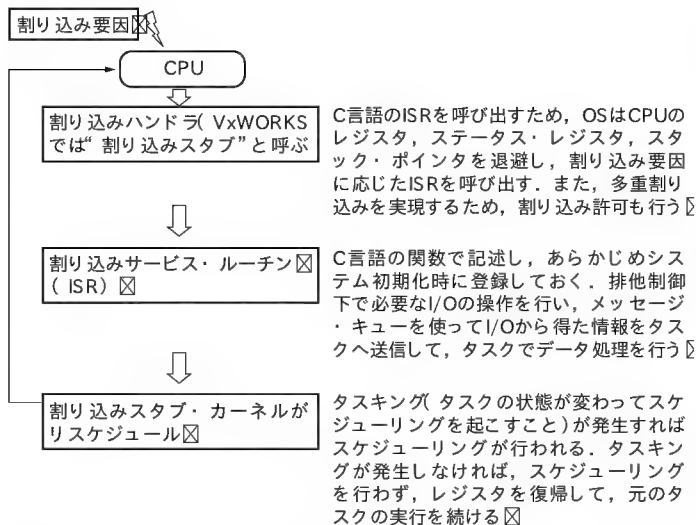 割り込み要因
CPU
割り込みハンドラ( VxWORKS
では“ 割り込みスタブ”と呼ぶ
C言語のISRを呼び出すため，OSはCPUの
レジスタ，ステータス・レジスタ，スタ
ック・ポインタを退避し，割り込み要因
に応じたISRを呼び出す．また，多重割り
込みを実現するため，割り込み許可も行う
割り込みサービス・ルーチン
( ISR)
C言語の関数で記述し，あらかじめシス
テム初期化時に登録しておく．排他制御
下で必要なI/Oの操作を行い，メッセージ
・キューを使ってI/Oから得た情報をタス
クへ送信して，タスクでデータ処理を行う
割り込みスタブ・カーネルが
リスケジュール
タスキング( タスクの状態が変わってスケ
ジューリングを起こすこと)が発生すれば
スケジューリングが行われる．タスキン
グが発生しなければ，スケジューリング
を行わず，レジスタを復帰して，元のタ
スクの実行を続ける